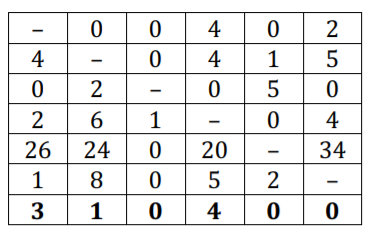 – 0 0 4 0 2
4 – 0 4 1 5
0 2 – 0 5 0
2 6 1 – 0 4
26 24 0 20 – 34
1 8 0 5 2 –
3 1 0 4 0 0